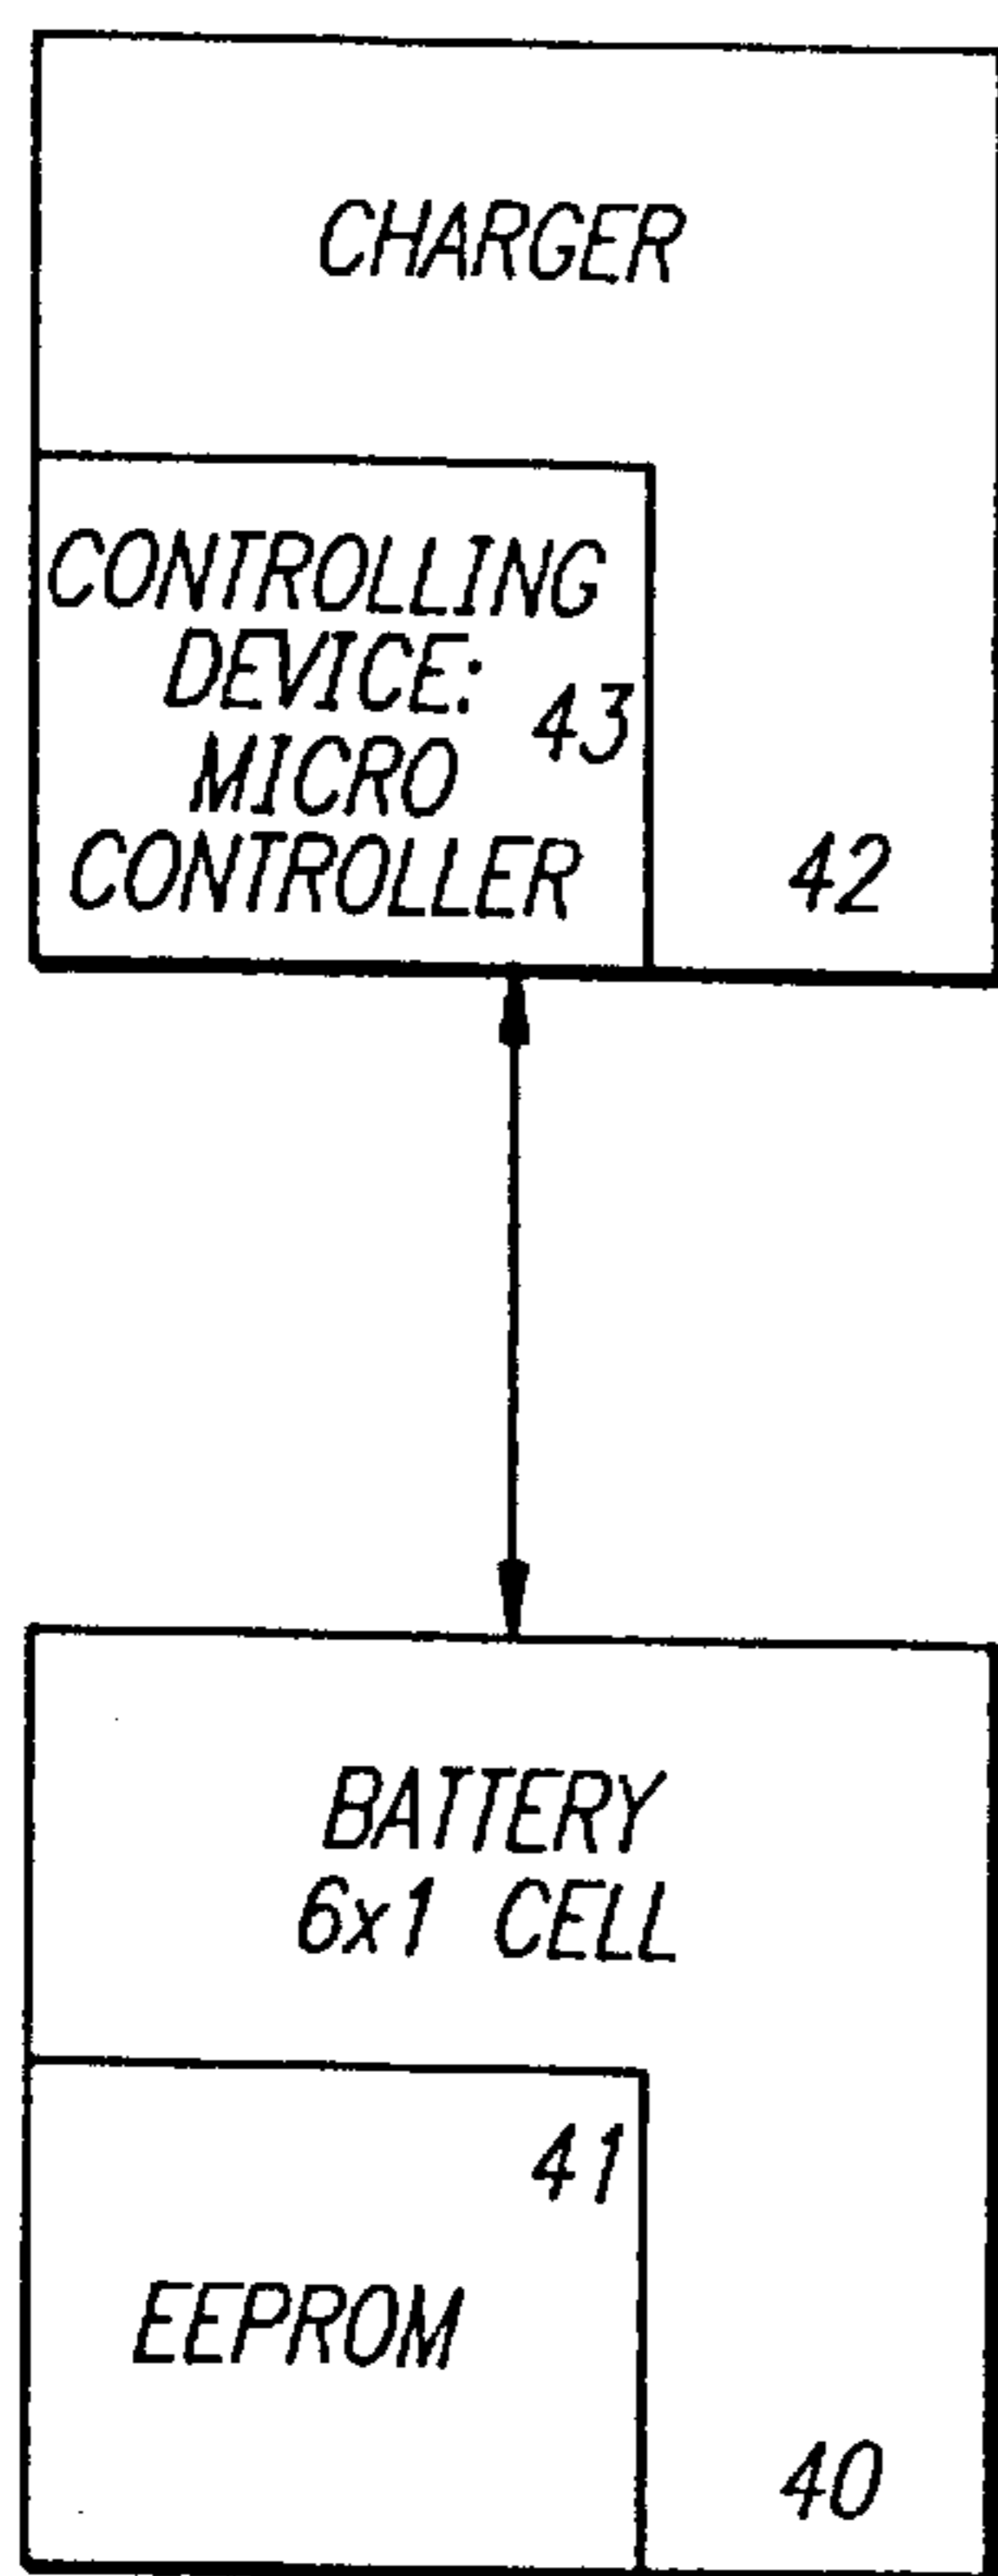 CHARGER
CONTROLLING
DEVICE:
43
MICRO
CONTROLLER
42
BATTERY
6x1 CELL
41
EEPROM
40